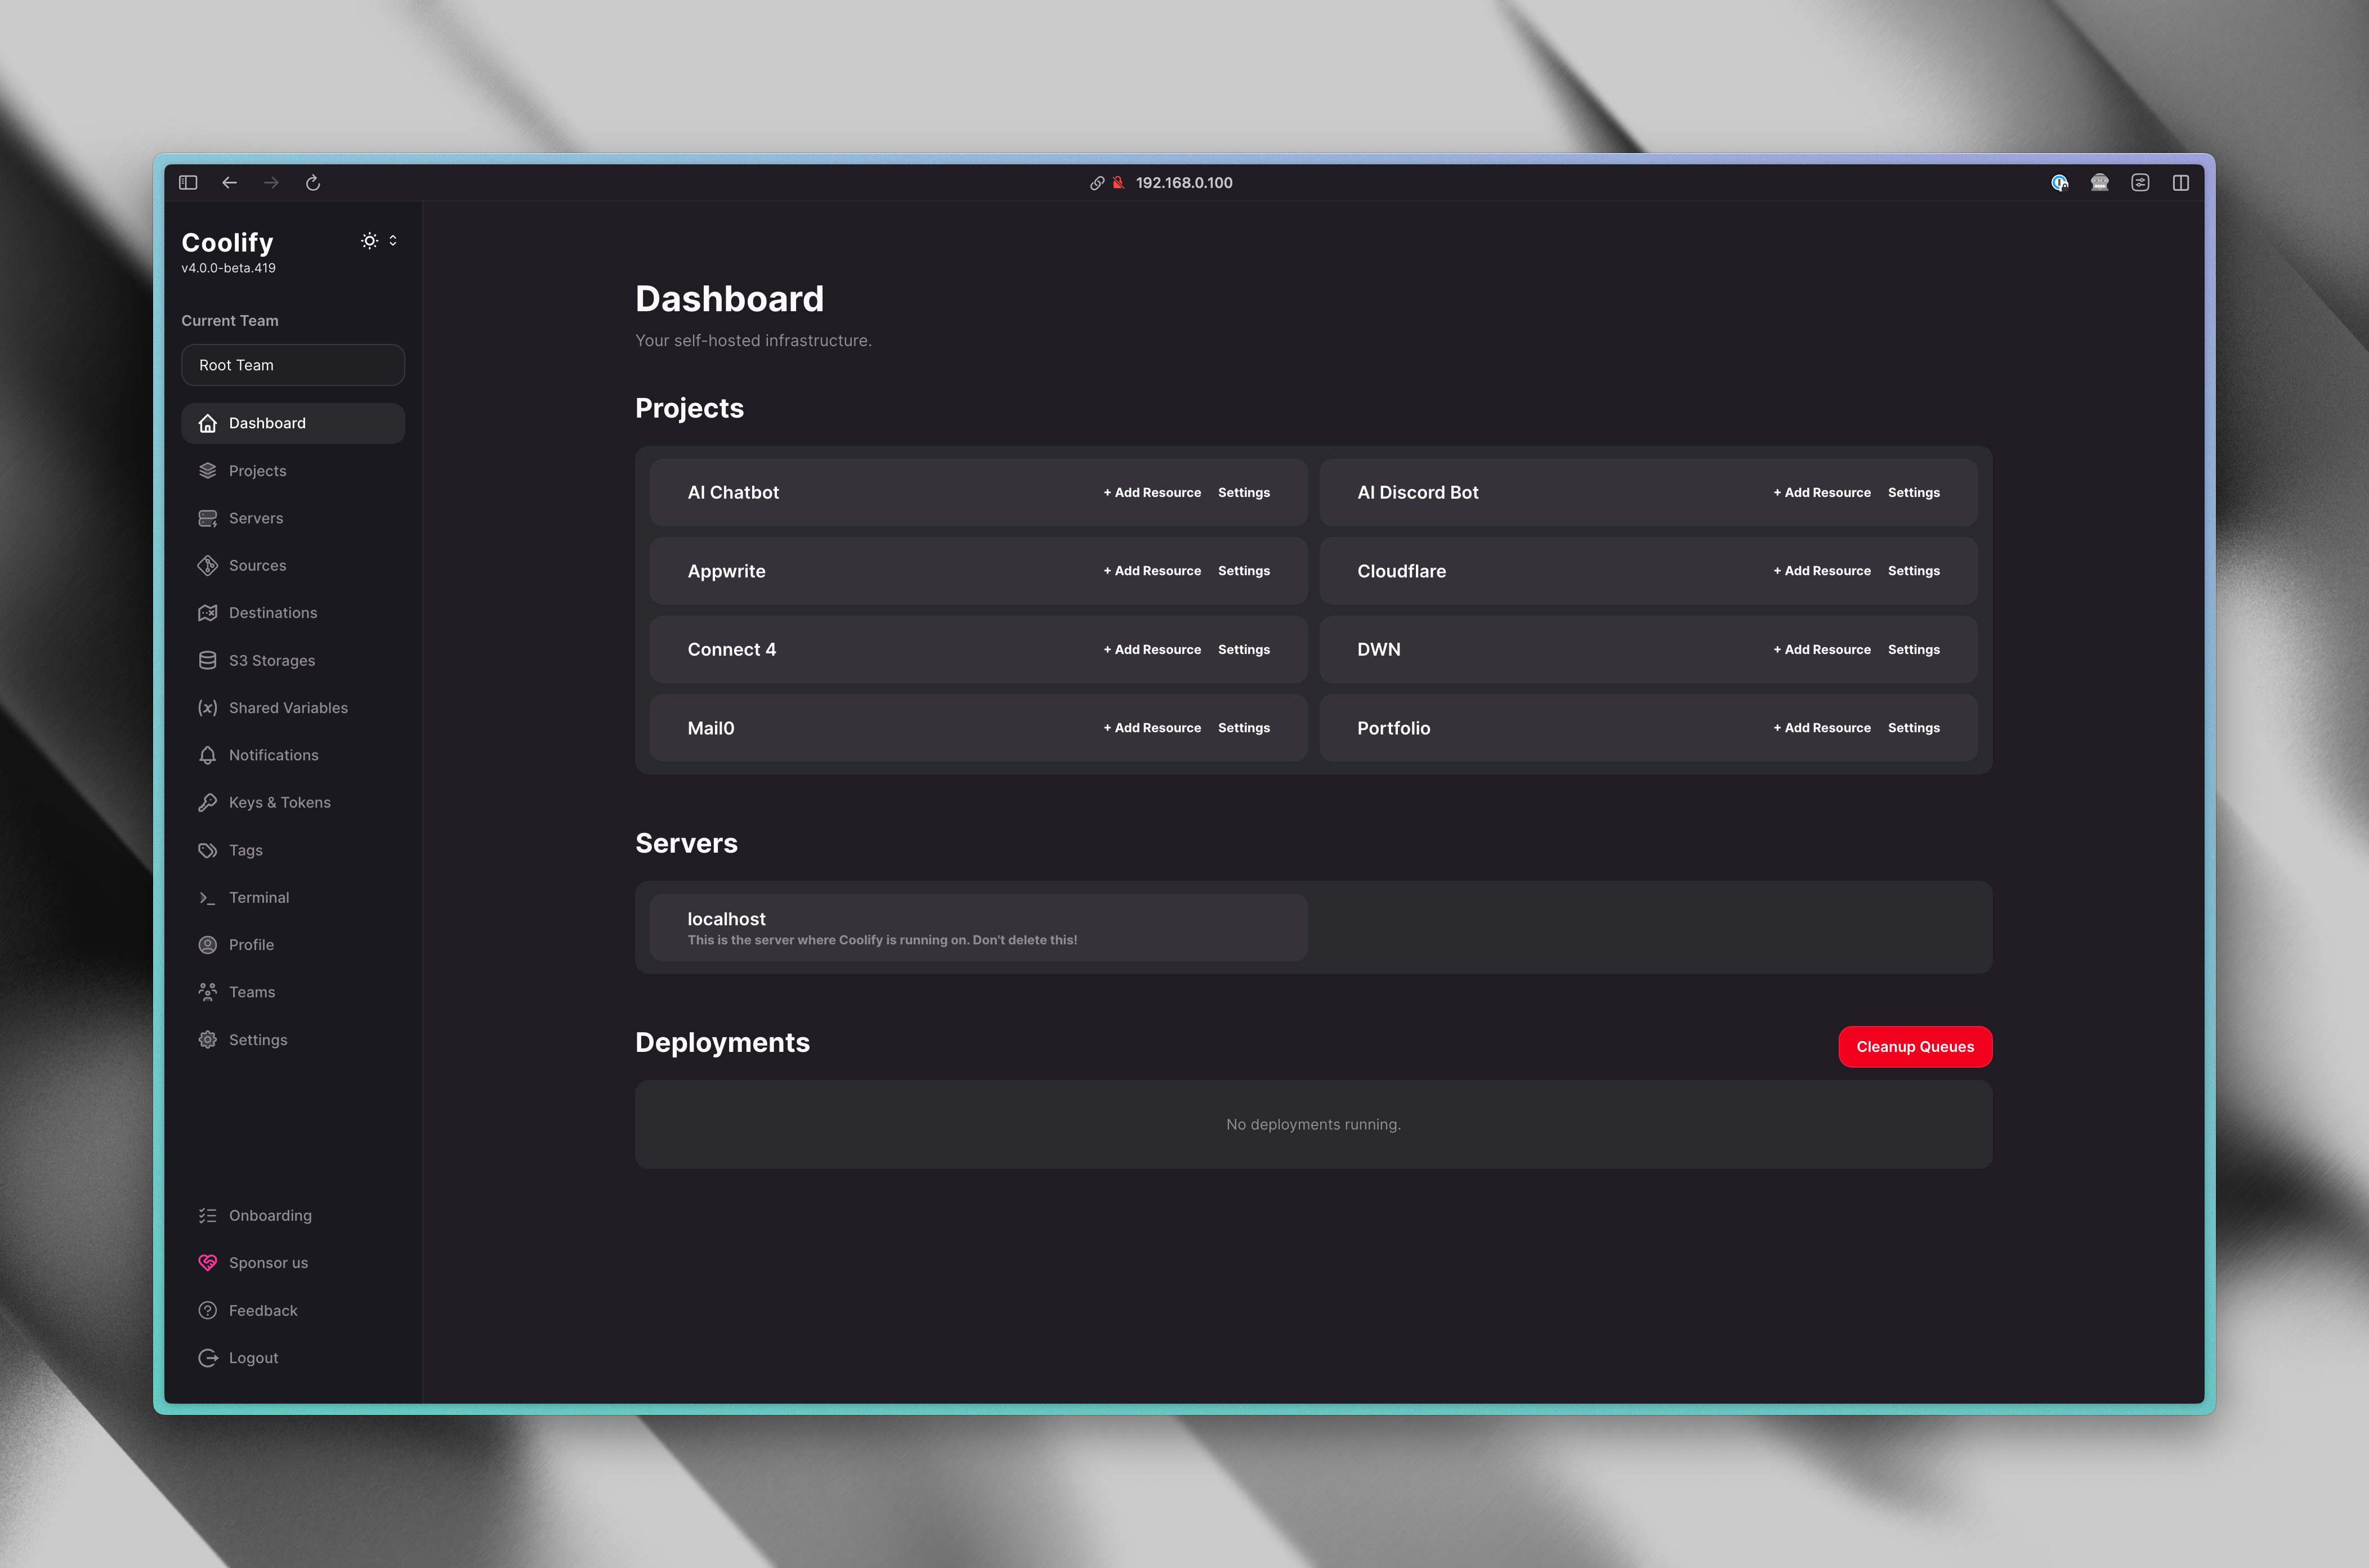 192.168.0.100
Coolify
v4.0.0-beta.419
Current Team
Root Team
Dashboard
Projects
Servers
Sources
Destinations
S3 Storages
Shared Variables
Notifications
Keys & Tokens
Tags
Terminal
Profile
Teams
Settings
Onboarding
Sponsor us
Feedback
Logout
Dashboard
Your self-hosted infrastructure.
Projects
AI Chatbot + Add Resource Settings
AI Discord Bot + Add Resource Settings
Appwrite + Add Resource Settings
Cloudflare + Add Resource Settings
Connect 4 + Add Resource Settings
DWN + Add Resource Settings
Mail0 + Add Resource Settings
Portfolio + Add Resource Settings
Servers
localhost
This is the server where Coolify is running on. Don't delete this!
Deployments
Cleanup Queues
No deployments running.